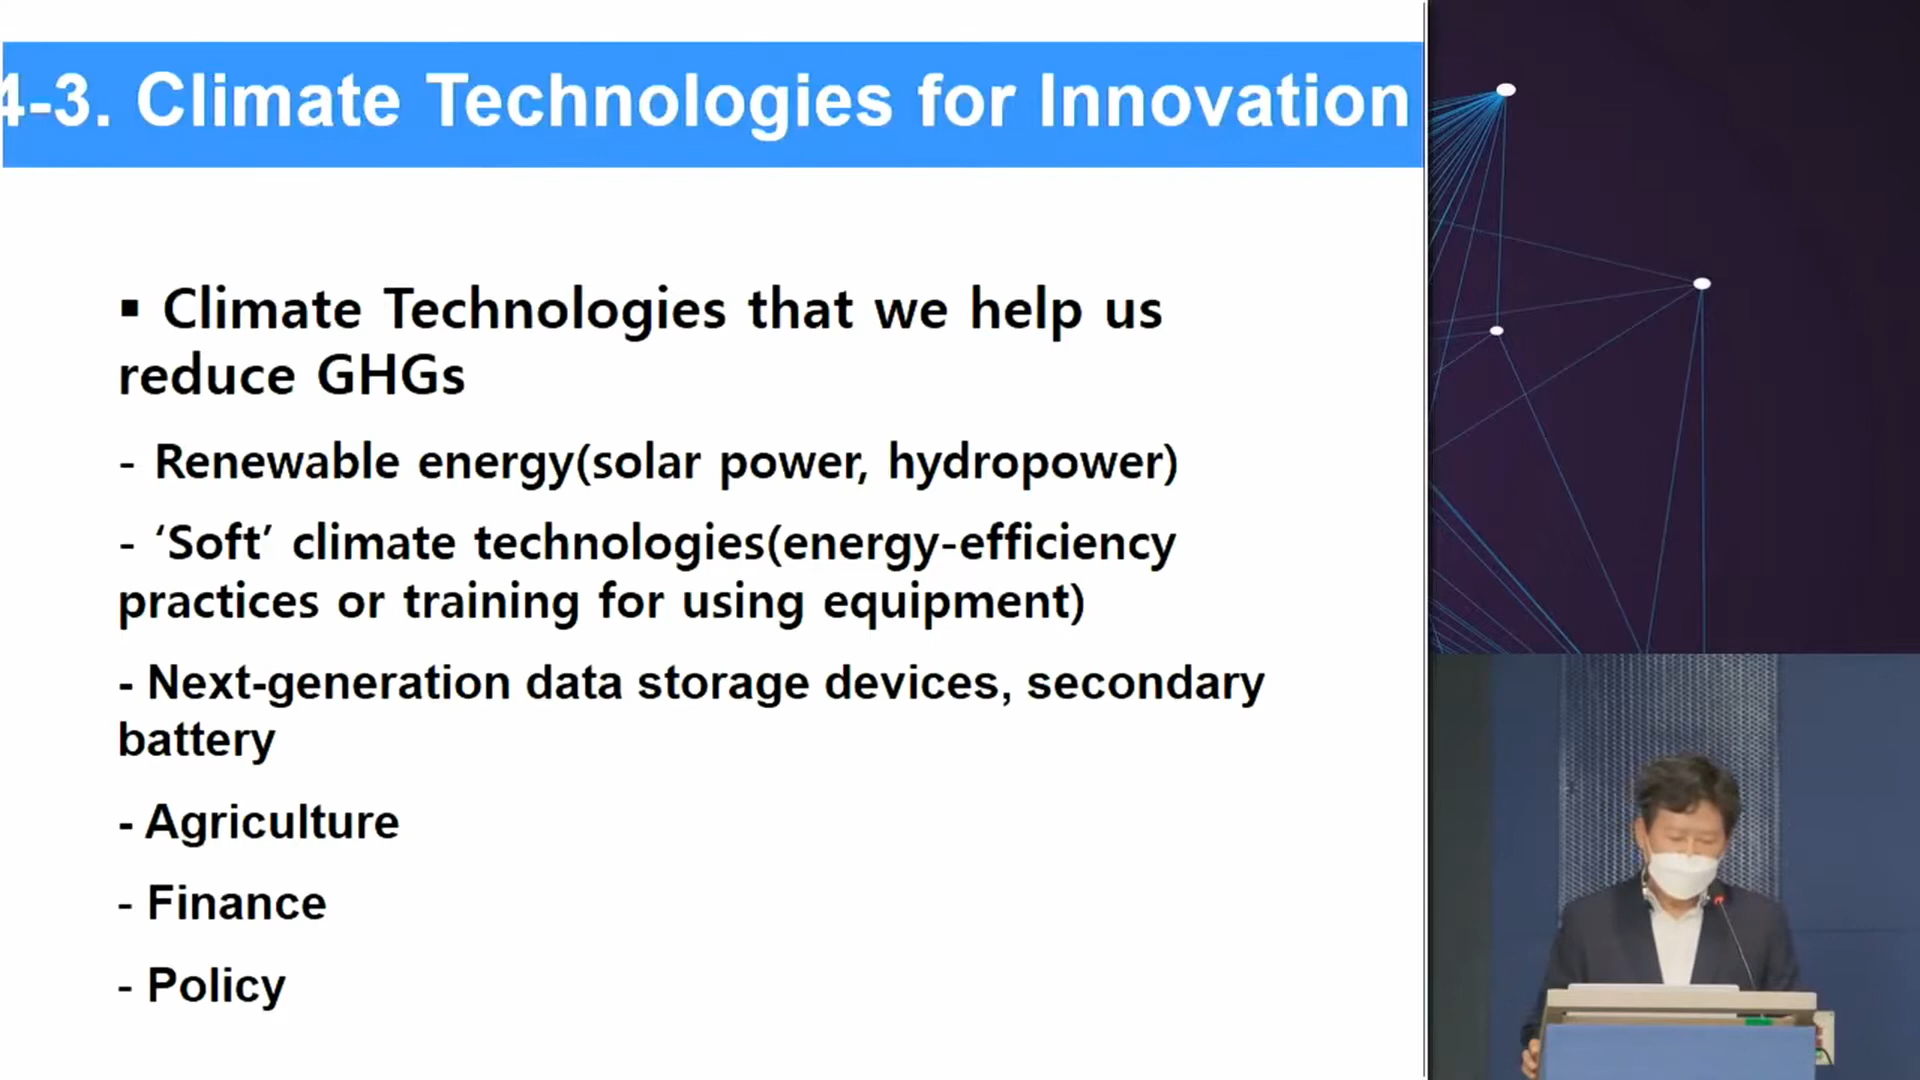 4-3. Climate Technologies for Innovation
▪ Climate Technologies that we help us
reduce GHGs
- Renewable energy(solar power, hydropower)
- ‘Soft’ climate technologies(energy-efficiency
practices or training for using equipment)
- Next-generation data storage devices, secondary
battery
- Agriculture
- Finance
- Policy